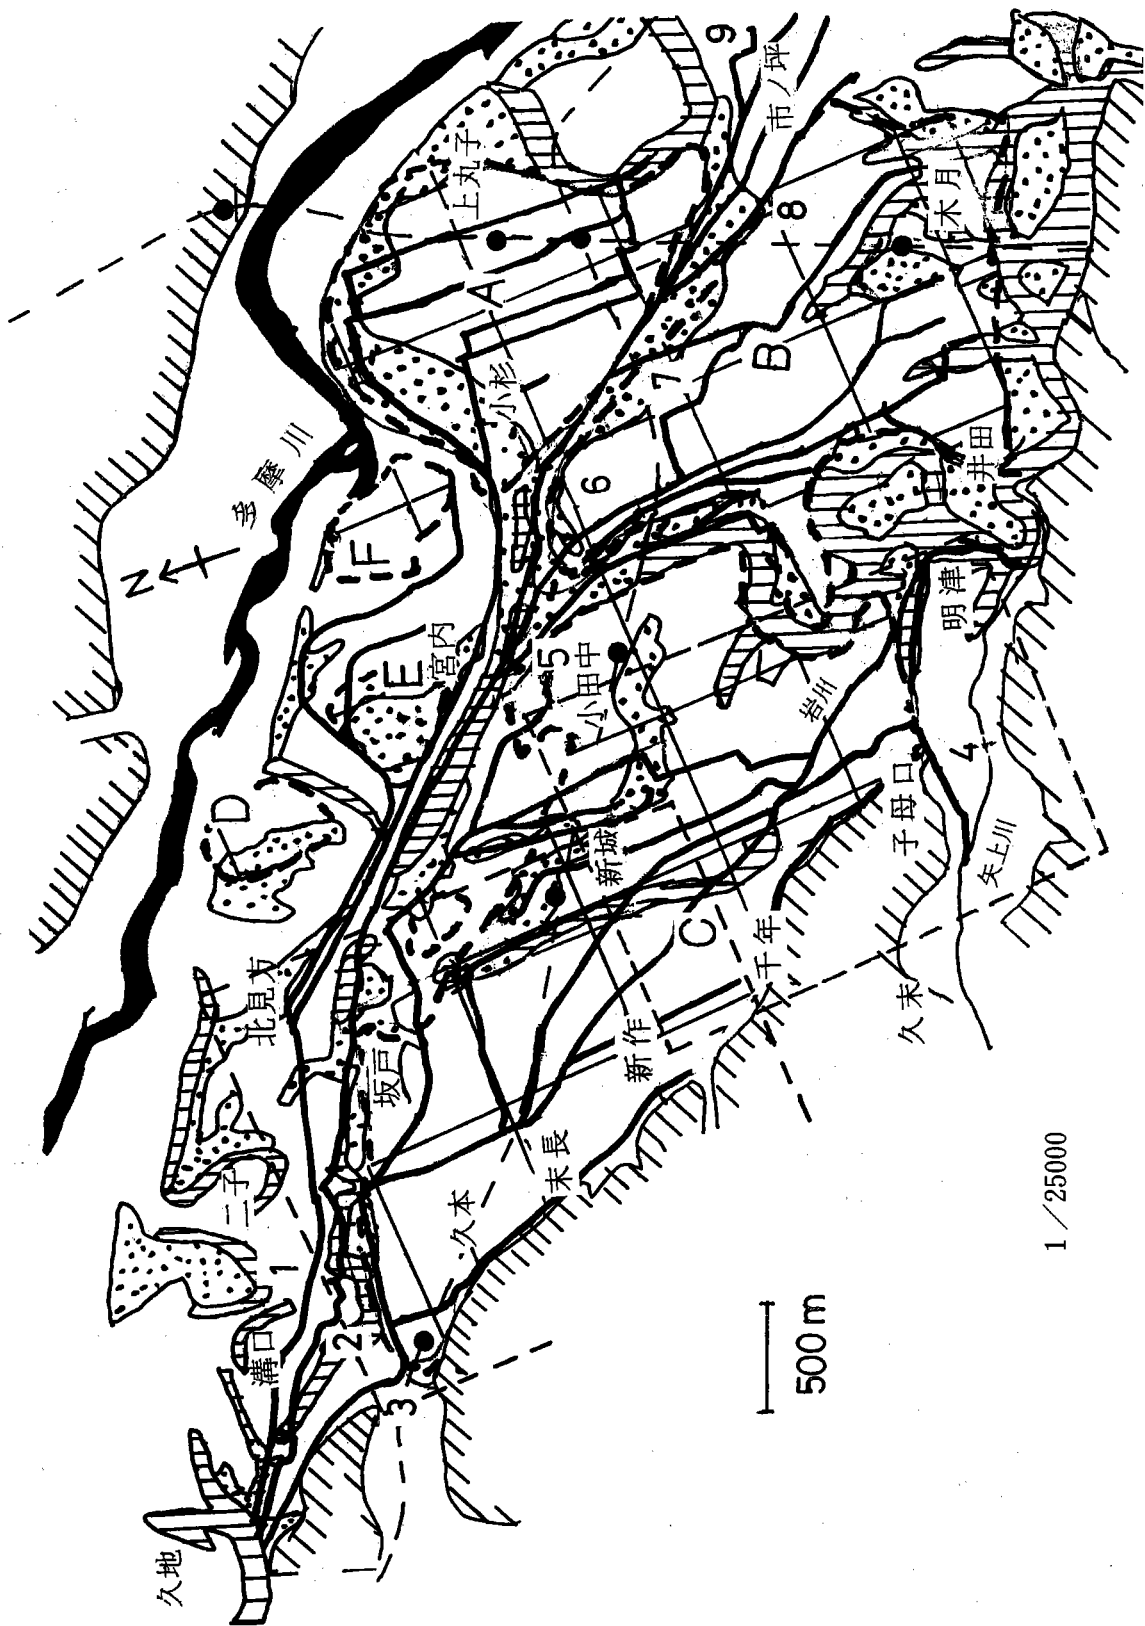 久地
溝口
1
2
3
二子
久本
末長
坂戸
北見方
D
新作
C
千年
新城
久末
矢上川
子母口
4
岩川
明津
小田中
5
宮内
E
F
N
多摩川
6
7
小杉
井田
B
A
上丸子
8
木月
市ノ坪
9
500m
1/25000